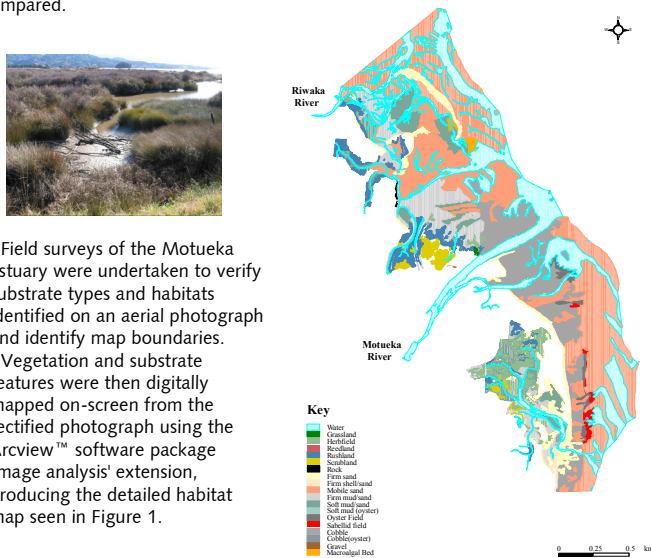 mpared.
Field surveys of the Motueka
stuary were undertaken to verify
ubstrate types and habitats
dentified on an aerial photograph
nd identify map boundaries.
Vegetation and substrate
eatures were then digitally
napped on-screen from the
ectified photograph using the
Arcview™ software package
mage analysis' extension,
roducing the detailed habitat
nap seen in Figure 1.
Riwaka
River
Motueka
River
Key
Water
Grassland
Herbfield
Reedland
Rushland
Scrubland
Rock
Firm sand
Firm shell/sand
Mobile sand
Firm mud/sand
Soft mud/sand
Soft mud (oyster)
Oyster Field
Sabellid field
Cobble
Cobble(oyster)
Gravel
Macroalgal Bed
0 0.25 0.5 km